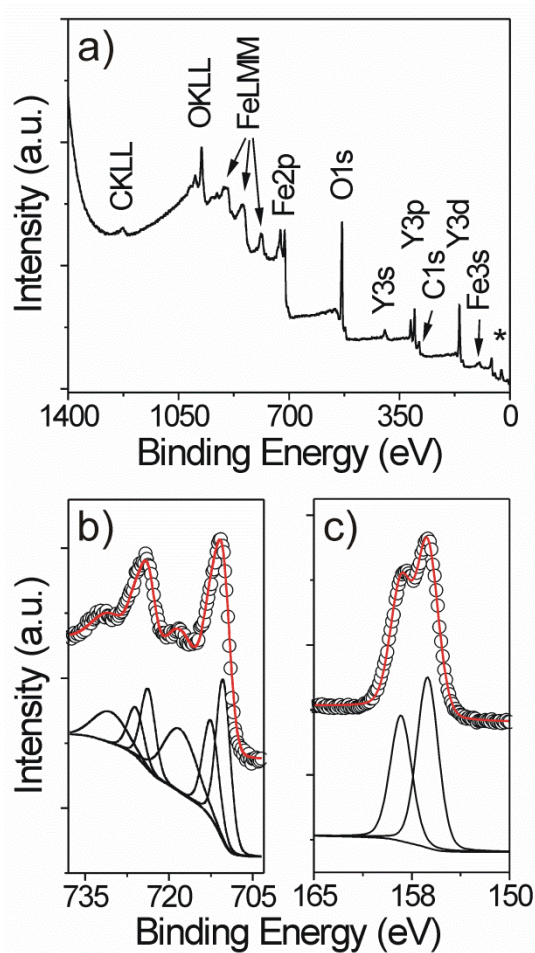 a)
CKLL
OKLL
FeLMM
Fe2p
O1s
Y3s
Y3p
C1s
Y3d
Fe3s
*
Intensity (a.u.)
1400 1050 700 350 0
Binding Energy (eV)
b)
c)
Intensity (a.u.)
735 720 705
165 158 150
Binding Energy (eV)